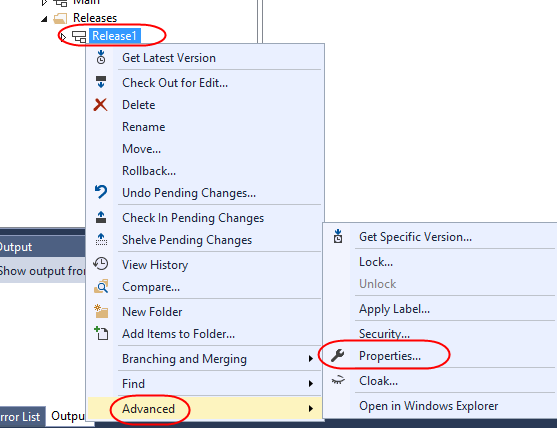 Main
Releases
Release1
Get Latest Version
Check Out for Edit...
Delete
Rename
Move...
Rollback...
Undo Pending Changes...
Check In Pending Changes
Shelve Pending Changes
View History
Compare...
New Folder
Add Items to Folder...
Branching and Merging
Find
Advanced
Get Specific Version...
Lock...
Unlock
Apply Label...
Security...
Properties...
Cloak...
Open in Windows Explorer
Output
Show output from
rror List
Outpu